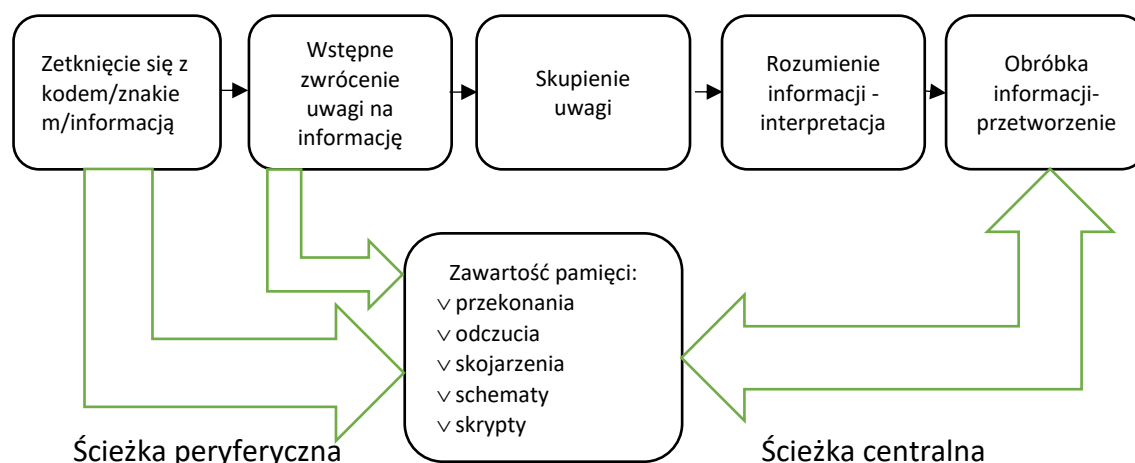 Zetknięcie się z
kodem/znakie
m/informacją
Wstępne
zwrócenie
uwagi na
informację
Skupienie
uwagi
Rozumienie
informacji -
interpretacja
Obróbka
informacji-
przetworzenie
Zawartość pamięci:
∨ przekonania
∨ odczucia
∨ skojarzenia
∨ schematy
∨ skrypty
Ścieżka peryferyczna
Ścieżka centralna